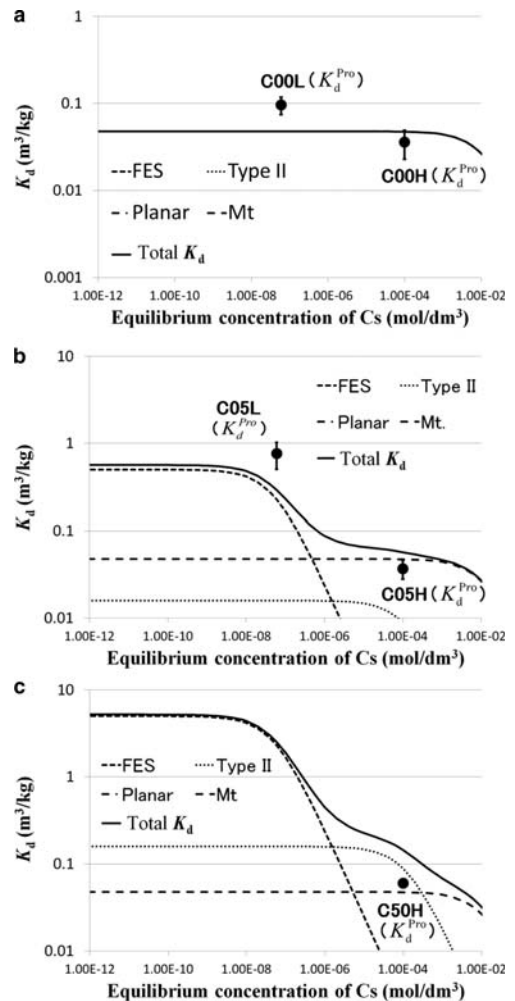 a
1
0.1
0.01
0.001
K_d (m³/kg)
C00L (K_d^Pro)
C00H (K_d^Pro)
FES Type II
Planar Mt
Total K_d
1.00E-12 1.00E-10 1.00E-08 1.00E-06 1.00E-04 1.00E-02
Equilibrium concentration of Cs (mol/dm³)
b
10
1
0.1
0.01
K_d (m³/kg)
FES Type II
Planar Mt.
Total K_d
C05L
(K_d^Pro)
C05H (K_d^Pro)
1.00E-12 1.00E-10 1.00E-08 1.00E-06 1.00E-04 1.00E-02
Equilibrium concentration of Cs (mol/dm³)
c
10
1
0.1
0.01
K_d (m³/kg)
FES Type II
Planar Mt
Total K_d
C50H
(K_d^Pro)
1.00E-12 1.00E-10 1.00E-08 1.00E-06 1.00E-04 1.00E-02
Equilibrium concentration of Cs (mol/dm³)